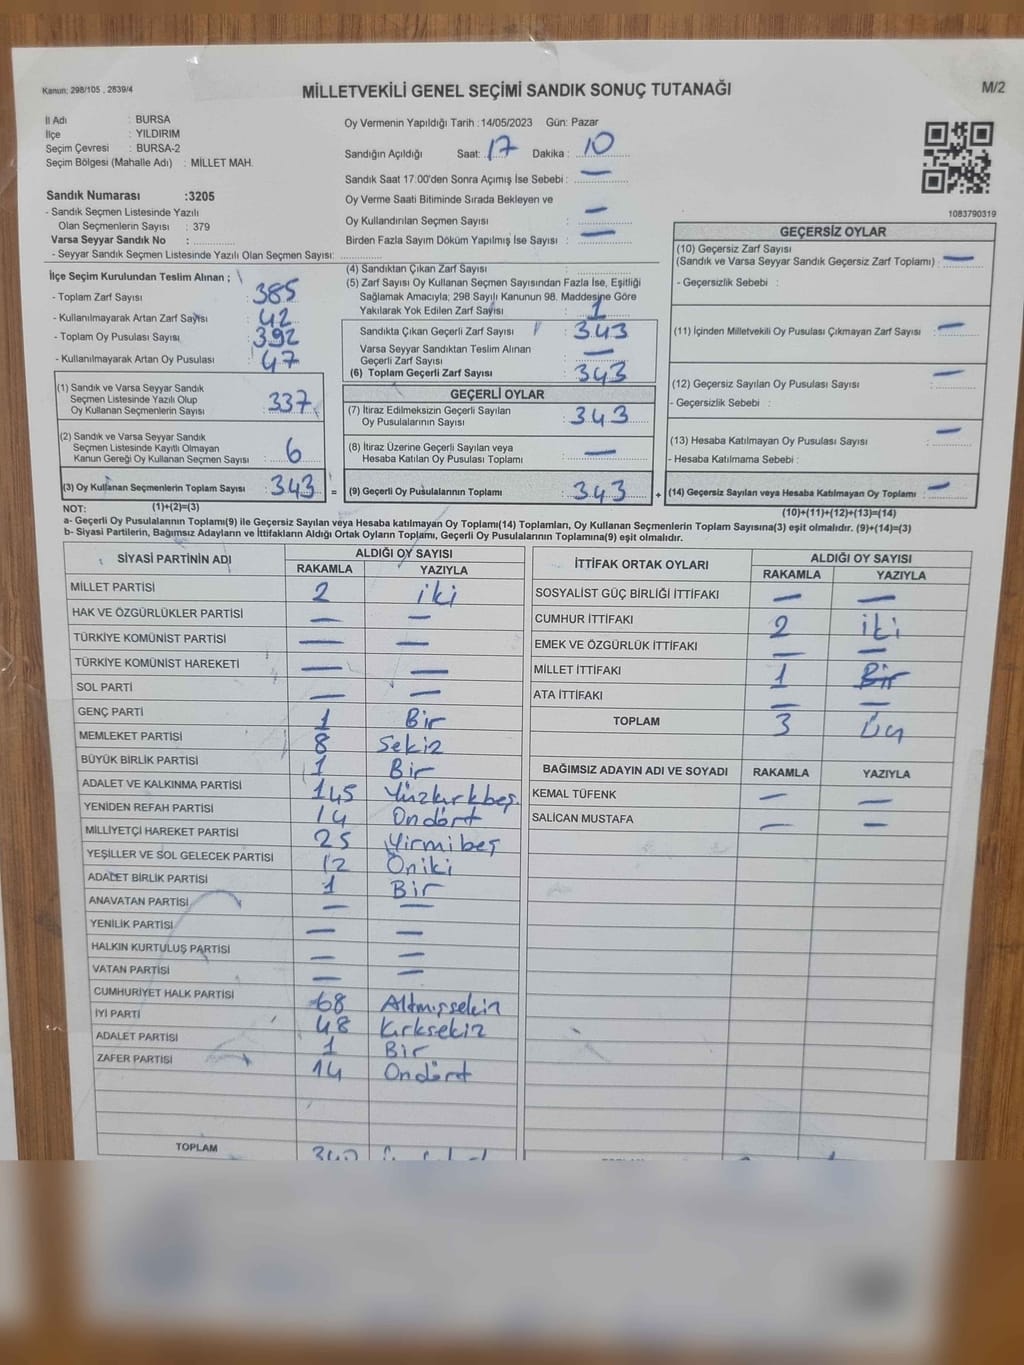 Kanun: 298/105 , 2839/4
MİLLETVEKİLİ GENEL SEÇİMİ SANDIK SONUÇ TUTANAĞI
M/2
İl Adı : BURSA
İlçe : YILDIRIM
Seçim Çevresi : BURSA-2
Seçim Bölgesi (Mahalle Adı) : MİLLET MAH.
Sandık Numarası :3205
- Sandık Seçmen Listesinde Yazılı
Olan Seçmenlerin Sayısı : 379
Varsa Seyyar Sandık No :
- Seyyar Sandık Seçmen Listesinde Yazılı Olan Seçmen Sayısı:
Oy Vermenin Yapıldığı Tarih :14/05/2023 Gün: Pazar
Sandığın Açıldığı Saat: 17 Dakika : 10
Sandık Saat 17:00'den Sonra Açımış İse Sebebi : —
Oy Verme Saati Bitiminde Sırada Bekleyen ve
Oy Kullandırılan Seçmen Sayısı : —
Birden Fazla Sayım Döküm Yapılmış İse Sayısı : —
1083790319
İlçe Seçim Kurulundan Teslim Alınan ;
- Toplam Zarf Sayısı : 385
- Kullanılmayarak Artan Zarf Sayısı : 42
- Toplam Oy Pusulası Sayısı : 392
- Kullanılmayarak Artan Oy Pusulası : 47
(1) Sandık ve Varsa Seyyar Sandık
Seçmen Listesinde Yazılı Olup
Oy Kullanan Seçmenlerin Sayısı : 337
(2) Sandık ve Varsa Seyyar Sandık
Seçmen Listesinde Kayıtlı Olmayan
Kanun Gereği Oy Kullanan Seçmen Sayısı : 6
(3) Oy Kullanan Seçmenlerin Toplam Sayısı : 343 =
(4) Sandıktan Çıkan Zarf Sayısı :
(5) Zarf Sayısı Oy Kullanan Seçmen Sayısından Fazla İse, Eşitliği
Sağlamak Amacıyla; 298 Sayılı Kanunun 98. Maddesine Göre
Yakılarak Yok Edilen Zarf Sayısı : 1
Sandıkta Çıkan Geçerli Zarf Sayısı : 343
Varsa Seyyar Sandıktan Teslim Alınan
Geçerli Zarf Sayısı : —
(6) Toplam Geçerli Zarf Sayısı : 343
GEÇERLİ OYLAR
(7) İtiraz Edilmeksizin Geçerli Sayılan
Oy Pusulalarının Sayısı : 343
(8) İtiraz Üzerine Geçerli Sayılan veya
Hesaba Katılan Oy Pusulası Toplamı : —
(9) Geçerli Oy Pusulalarının Toplamı : 343 +
GEÇERSİZ OYLAR
(10) Geçersiz Zarf Sayısı
(Sandık ve Varsa Seyyar Sandık Geçersiz Zarf Toplamı) : —
- Geçersizlik Sebebi :
(11) İçinden Milletvekili Oy Pusulası Çıkmayan Zarf Sayısı : —
(12) Geçersiz Sayılan Oy Pusulası Sayısı : —
- Geçersizlik Sebebi :
(13) Hesaba Katılmayan Oy Pusulası Sayısı : —
- Hesaba Katılmama Sebebi :
(14) Geçersiz Sayılan veya Hesaba Katılmayan Oy Toplamı : —
NOT: (1)+(2)=(3)
(10)+(11)+(12)+(13)=(14)
a- Geçerli Oy Pusulalarının Toplamı(9) ile Geçersiz Sayılan veya Hesaba katılmayan Oy Toplamı(14) Toplamları, Oy Kullanan Seçmenlerin Toplam Sayısına(3) eşit olmalıdır. (9)+(14)=(3)
b- Siyasi Partilerin, Bağımsız Adayların ve İttifakların Aldığı Ortak Oyların Toplamı, Geçerli Oy Pusulalarının Toplamına(9) eşit olmalıdır.
SİYASİ PARTİNİN ADI ALDIĞI OY SAYISI
RAKAMLA YAZIYLA
MİLLET PARTİSİ 2 iki
HAK VE ÖZGÜRLÜKLER PARTİSİ — —
TÜRKİYE KOMÜNİST PARTİSİ — —
TÜRKİYE KOMÜNİST HAREKETİ — —
SOL PARTİ — —
GENÇ PARTİ 1 Bir
MEMLEKET PARTİSİ 8 Sekiz
BÜYÜK BİRLİK PARTİSİ 1 Bir
ADALET VE KALKINMA PARTİSİ 145 Yüzkırkbeş
YENİDEN REFAH PARTİSİ 14 Ondört
MİLLİYETÇİ HAREKET PARTİSİ 25 Yirmibeş
YEŞİLLER VE SOL GELECEK PARTİSİ 12 Oniki
ADALET BİRLİK PARTİSİ 1 Bir
ANAVATAN PARTİSİ — —
YENİLİK PARTİSİ — —
HALKIN KURTULUŞ PARTİSİ — —
VATAN PARTİSİ — —
CUMHURİYET HALK PARTİSİ 68 Altmışsekiz
İYİ PARTİ 48 Kırksekiz
ADALET PARTİSİ 1 Bir
ZAFER PARTİSİ 14 Ondört
TOPLAM 340
İTTİFAK ORTAK OYLARI ALDIĞI OY SAYISI
RAKAMLA YAZIYLA
SOSYALİST GÜÇ BİRLİĞİ İTTİFAKI — —
CUMHUR İTTİFAKI 2 iki
EMEK VE ÖZGÜRLÜK İTTİFAKI — —
MİLLET İTTİFAKI 1 Bir
ATA İTTİFAKI — —
TOPLAM 3 Üç
BAĞIMSIZ ADAYIN ADI VE SOYADI RAKAMLA YAZIYLA
KEMAL TÜFENK — —
SALİCAN MUSTAFA — —